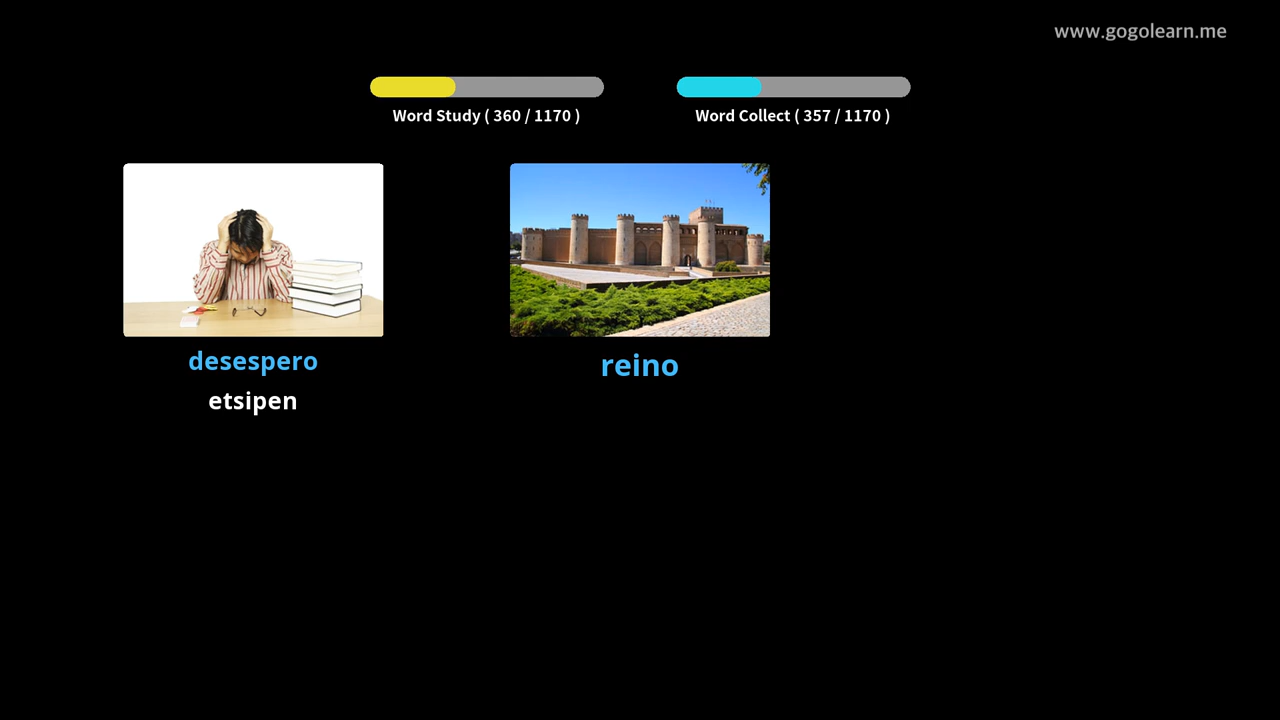 www.gogolearn.me
Word Study ( 360 / 1170 )
Word Collect ( 357 / 1170 )
desespero
reino
etsipen